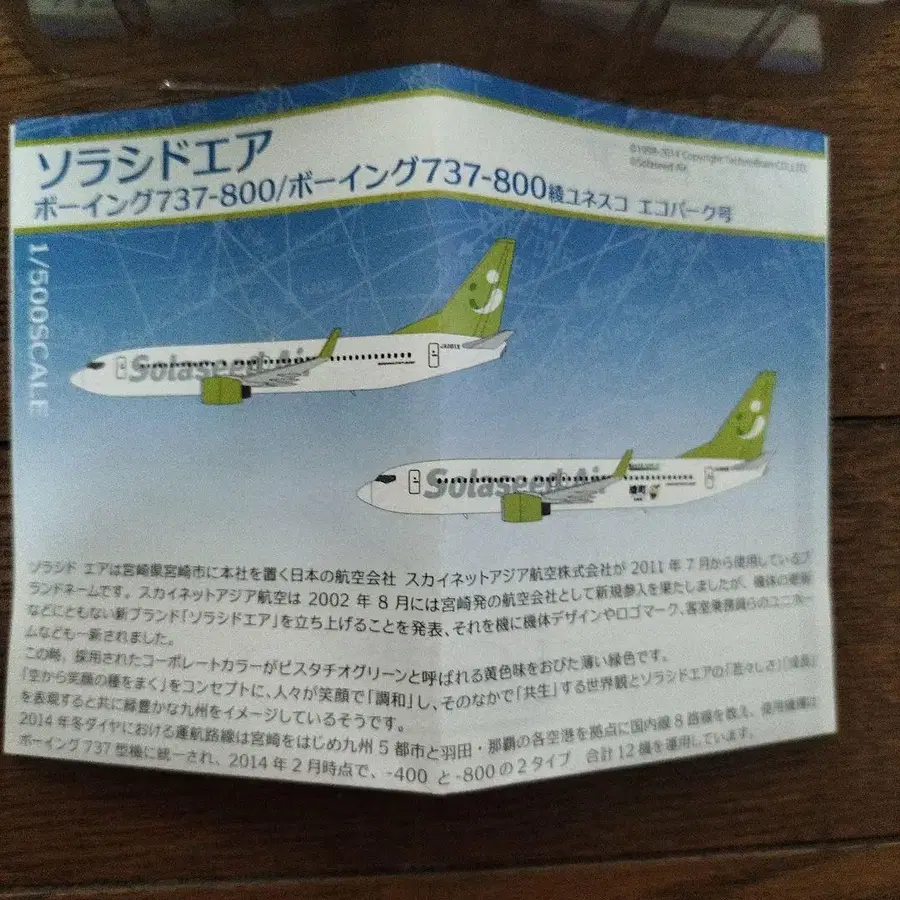 ソラシドエア
ボーイング737-800/ボーイング737-800綾ユネスコ エコパーク号
©1999-2014 Copyright Technobrain CO.,LTD.
©Solaseed Air
1/500SCALE
Solaseed Air
Solaseed Air
ソラシド エアは宮崎県宮崎市に本社を置く日本の航空会社 スカイネットアジア航空株式会社が 2011 年 7 月から使用しているブ
ランドネームです。スカイネットアジア航空は 2002 年 8 月には宮崎発の航空会社として新規参入を果たしましたが、機体の更新
などにともない新ブランド「ソラシドエア」を立ち上げることを発表、それを機に機体デザインやロゴマーク、客室乗務員らのユニホー
ムなども一新されました。
この時、採用されたコーポレートカラーがピスタチオグリーンと呼ばれる黄色味をおびた薄い緑色です。
「空から笑顔の種をまく」をコンセプトに、人々が笑顔で「調和」し、そのなかで「共生」する世界観とソラシドエアの「若々しさ」「成長」
を表現すると共に緑豊かな九州をイメージしているそうです。
2014 年冬ダイヤにおける運航路線は宮崎をはじめ九州 5 都市と羽田・那覇の各空港を拠点に国内線 8 路線を数え、使用機種は
ボーイング 737 型機に統一され、2014 年 2 月時点で、-400 と -800 の 2 タイプ 合計 12 機を運用しています。